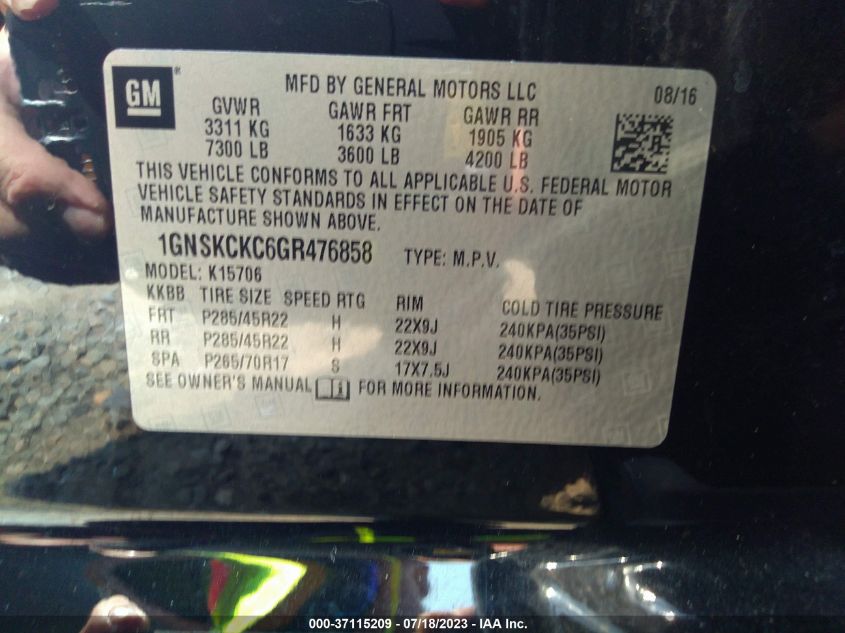 GM
MFD BY GENERAL MOTORS LLC
08/16
GVWR GAWR FRT GAWR RR
3311 KG 1633 KG 1905 KG
7300 LB 3600 LB 4200 LB
THIS VEHICLE CONFORMS TO ALL APPLICABLE U.S. FEDERAL MOTOR
VEHICLE SAFETY STANDARDS IN EFFECT ON THE DATE OF
MANUFACTURE SHOWN ABOVE.
1GNSKCKC6GR476858 TYPE: M.P.V.
MODEL: K15706
KKBB TIRE SIZE SPEED RTG RIM COLD TIRE PRESSURE
FRT P285/45R22 H 22X9J 240KPA(35PSI)
RR P285/45R22 H 22X9J 240KPA(35PSI)
SPA P265/70R17 S 17X7.5J 240KPA(35PSI)
SEE OWNER'S MANUAL FOR MORE INFORMATION.
000-37115209 - 07/18/2023 - IAA Inc.